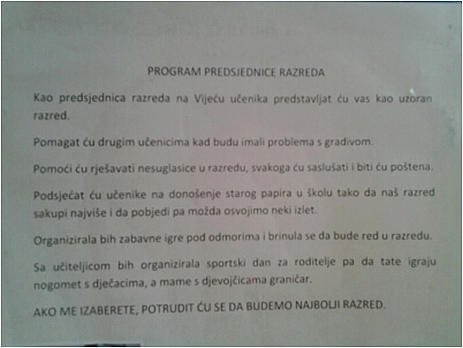 PROGRAM PREDSJEDNICE RAZREDA
Kao predsjednica razreda na Vijeću učenika predstavljat ću vas kao uzoran
razred.
Pomagat ću drugim učenicima kad budu imali problema s gradivom.
Pomoći ću rješavati nesuglasice u razredu, svakoga ću saslušati i biti ću poštena.
Podsjećat ću učenike na donošenje starog papira u školu tako da naš razred
sakupi najviše i da pobjedi pa možda osvojimo neki izlet.
Organizirala bih zabavne igre pod odmorima i brinula se da bude red u razredu.
Sa učiteljicom bih organizirala sportski dan za roditelje pa da tate igraju
nogomet s dječacima, a mame s djevojčicama graničar.
AKO ME IZABERETE, POTRUDIT ĆU SE DA BUDEMO NAJBOLJI RAZRED.